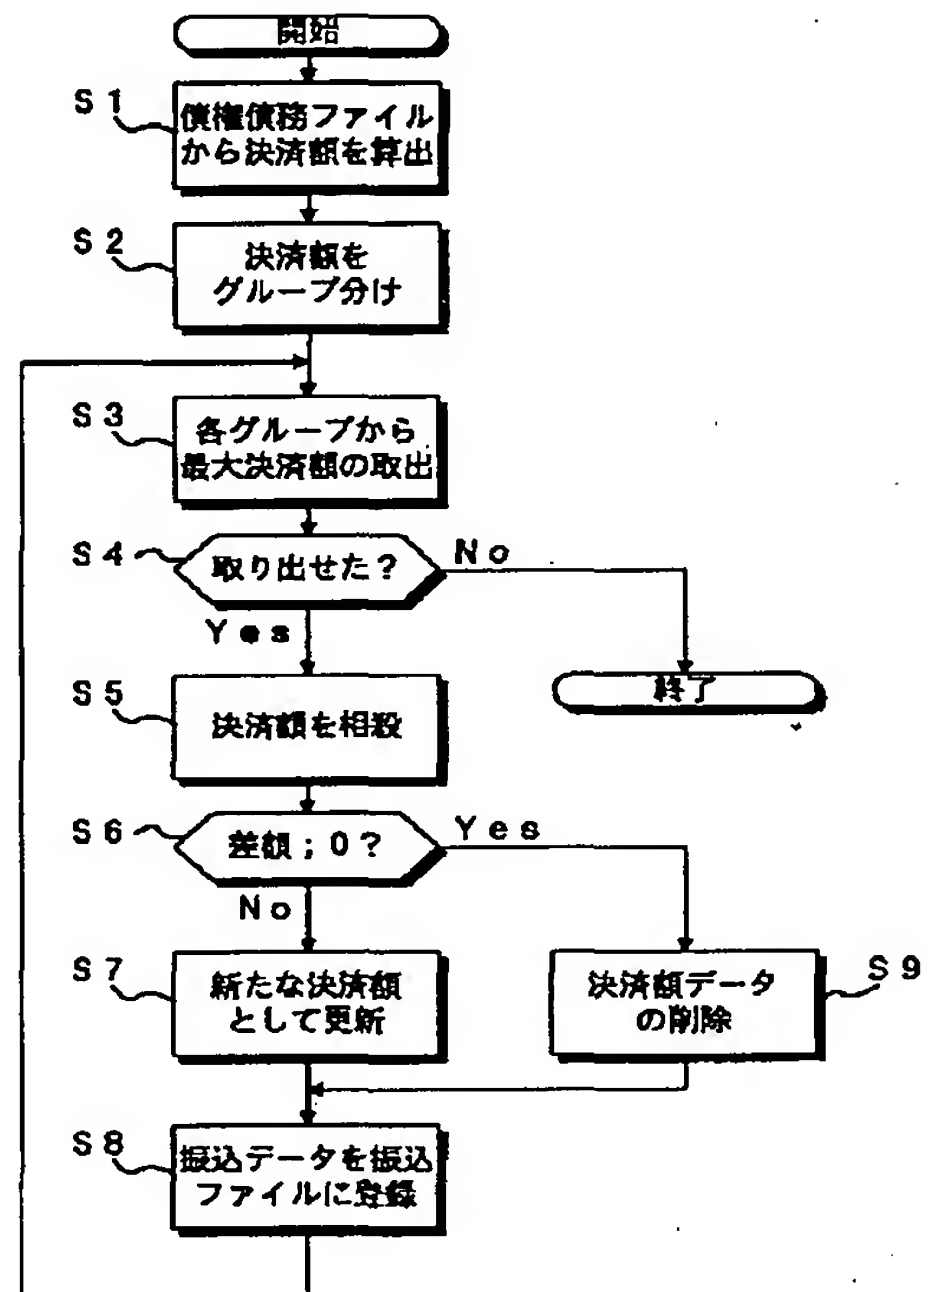 開始
S1
債権債務ファイル
から決済額を算出
S2
決済額を
グループ分け
S3
各グループから
最大決済額の取出
S4
取り出せた?
No
Yes
終了
S5
決済額を相殺
S6
差額;0?
Yes
No
S7
新たな決済額
として更新
決済額データ
の削除
S9
S8
振込データを振込
ファイルに登録